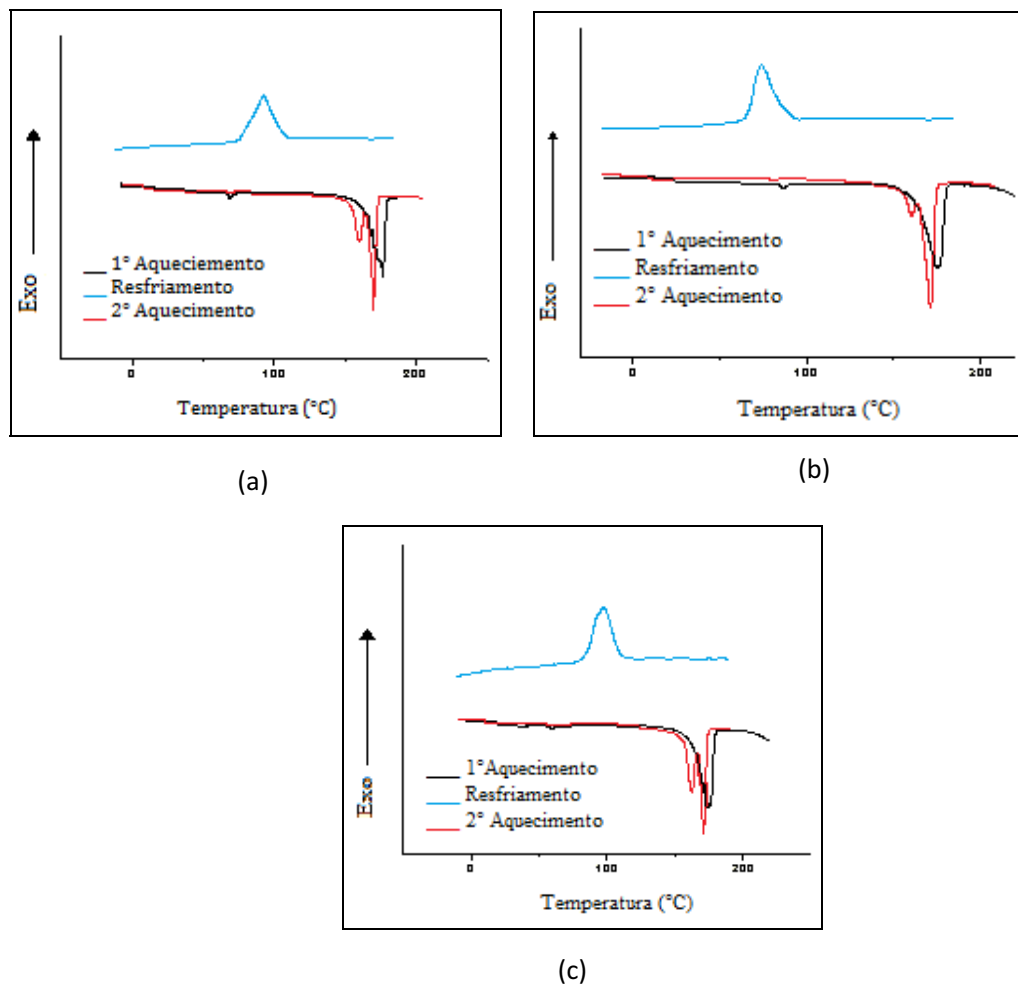 Exo
1° Aqueciemento
Resfriamento
2° Aquecimento
0
100
200
Temperatura (°C)
(a)
Exo
1° Aquecimento
Resfriamento
2° Aquecimento
0
100
200
Temperatura (°C)
(b)
Exo
1°Aquecimento
Resfriamento
2° Aquecimento
0
100
200
Temperatura (°C)
(c)